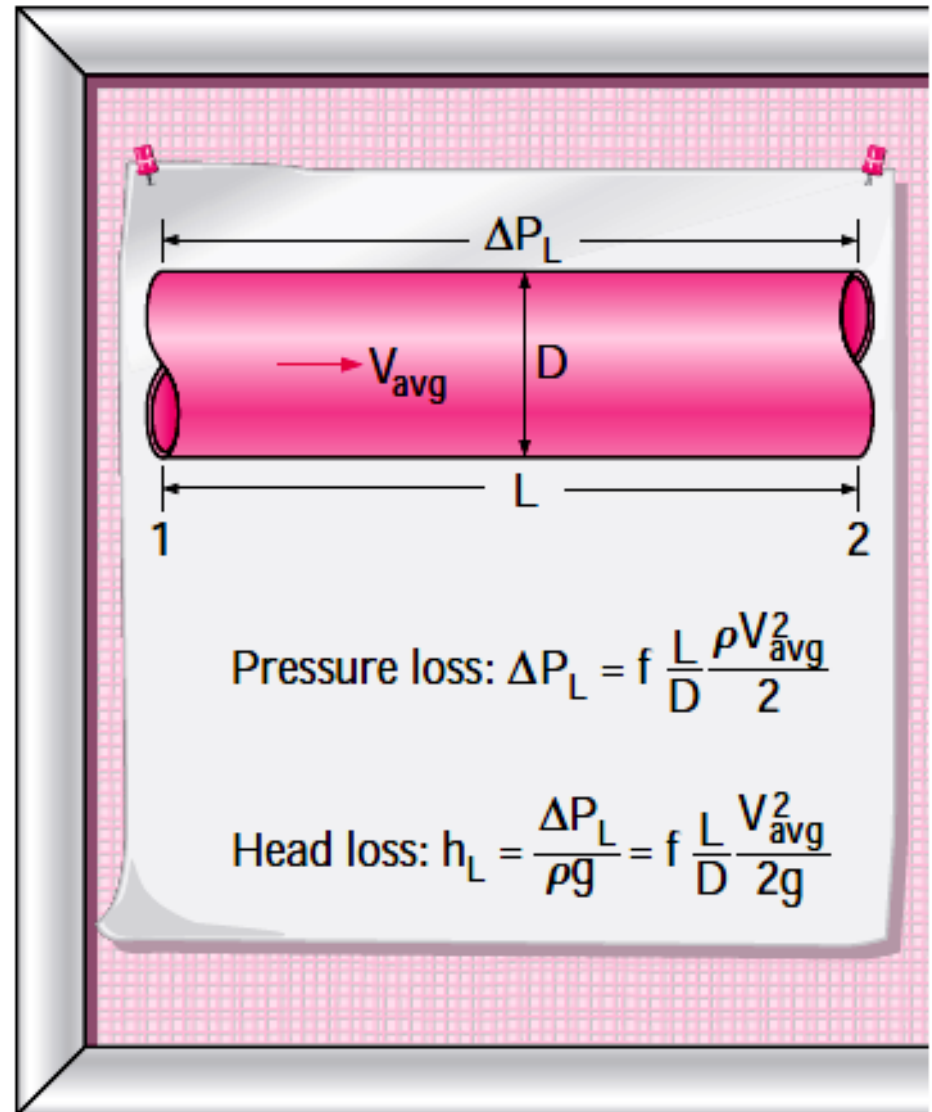 ΔP_L
V_avg D
L
1 2
Pressure loss: ΔP_L = f L/D ρV²_avg/2
Head loss: h_L = ΔP_L/ρg = f L/D V²_avg/2g